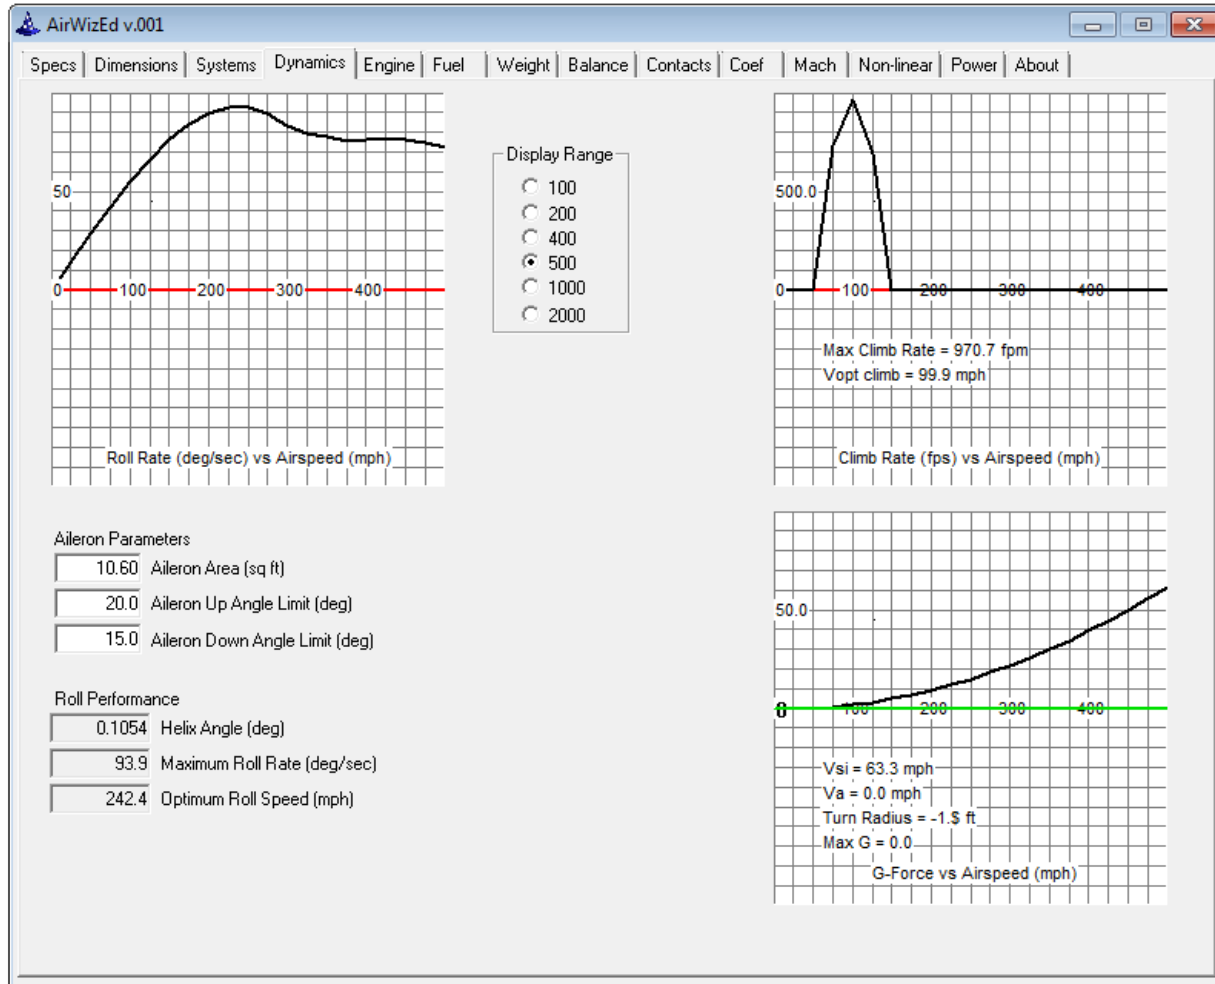 AirWizEd v.001
Specs Dimensions Systems Dynamics Engine Fuel Weight Balance Contacts Coef Mach Non-linear Power About
50
0 100 200 300 400
Roll Rate (deg/sec) vs Airspeed (mph)
Display Range
100
200
400
500
1000
2000
500.0
0 100 200 300 400
Max Climb Rate = 970.7 fpm
Vopt climb = 99.9 mph
Climb Rate (fps) vs Airspeed (mph)
Aileron Parameters
10.60 Aileron Area (sq ft)
20.0 Aileron Up Angle Limit (deg)
15.0 Aileron Down Angle Limit (deg)
Roll Performance
0.1054 Helix Angle (deg)
93.9 Maximum Roll Rate (deg/sec)
242.4 Optimum Roll Speed (mph)
50.0
0 100 200 300 400
Vsi = 63.3 mph
Va = 0.0 mph
Turn Radius = -1.$ ft
Max G = 0.0
G-Force vs Airspeed (mph)